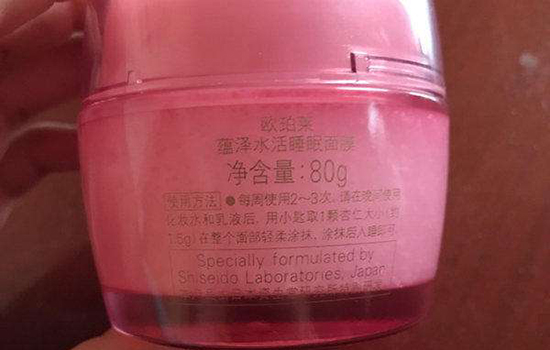 欧珀莱
蕴泽水活睡眠面膜
净含量:80g
使用方法 ●每周使用2～3次,请在晚间使用
化妆水和乳液后,用小匙取1颗杏仁大小(约
1.5g)在整个面部轻柔涂抹,涂抹后入睡即可。
Specially formulated by
Shiseido Laboratories, Japan